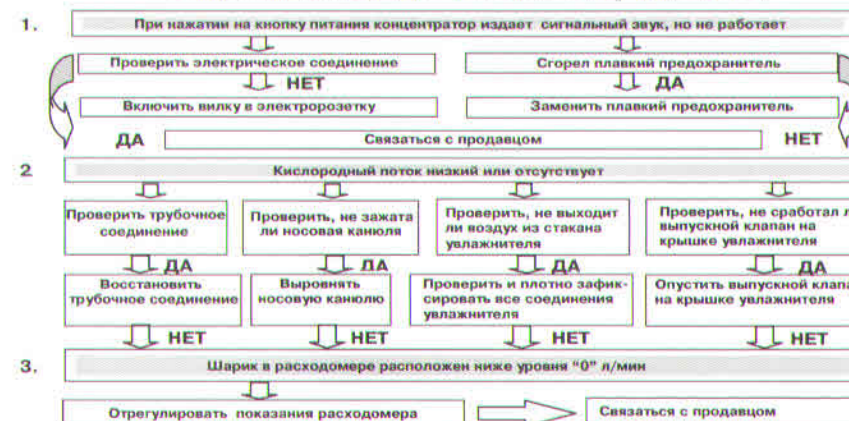 1. При нажатии на кнопку питания концентратор издает сигнальный звук, но не работает
Проверить электрическое соединение
Сгорел плавкий предохранитель
НЕТ
ДА
Включить вилку в электророзетку
Заменить плавкий предохранитель
ДА
Связаться с продавцом
НЕТ
2 Кислородный поток низкий или отсутствует
Проверить трубочное
соединение
Проверить, не зажата
ли носовая канюля
Проверить, не выходит
ли воздух из стакана
увлажнителя
Проверить, не сработал л
выпускной клапан на
крышке увлажнителя
ДА
ДА
ДА
ДА
Восстановить
трубочное соединение
Выровнять
носовую канюлю
Проверить и плотно зафик-
сировать все соединения
увлажнителя
Опустить выпускной клапа
на крышке увлажнителя
НЕТ
НЕТ
НЕТ
НЕТ
3. Шарик в расходомере расположен ниже уровня "0" л/мин
Отрегулировать показания расходомера
Связаться с продавцом